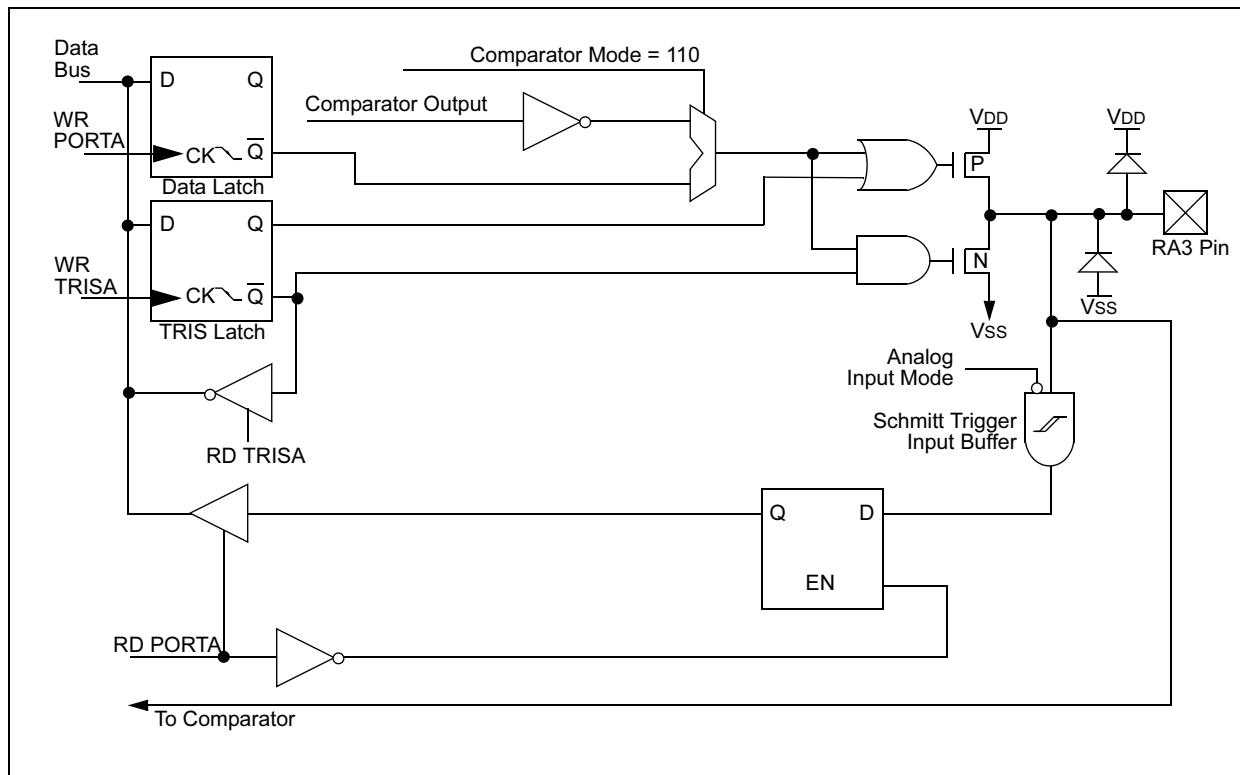 Data
Bus
Comparator Mode = 110
D Q
Comparator Output
WR
PORTA
CK Q̅
Data Latch
VDD
VDD
P
D Q
RA3 Pin
WR
TRISA
CK Q̅
TRIS Latch
N
VSS
VSS
Analog
Input Mode
Schmitt Trigger
Input Buffer
RD TRISA
Q D
EN
RD PORTA
To Comparator